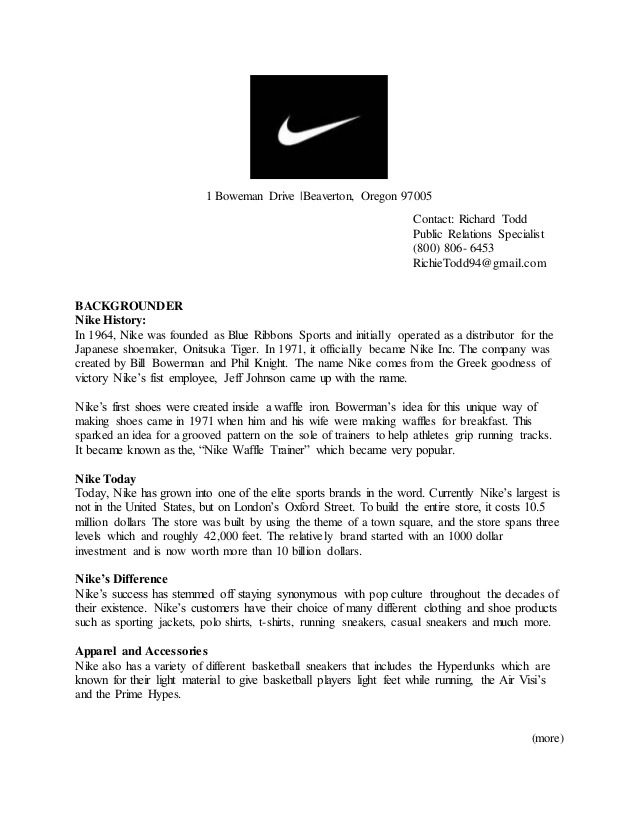 1 Boweman Drive |Beaverton, Oregon 97005
Contact: Richard Todd
Public Relations Specialist
(800) 806- 6453
RichieTodd94@gmail.com
BACKGROUNDER
Nike History:
In 1964, Nike was founded as Blue Ribbons Sports and initially operated as a distributor for the
Japanese shoemaker, Onitsuka Tiger. In 1971, it officially became Nike Inc. The company was
created by Bill Bowerman and Phil Knight. The name Nike comes from the Greek goodness of
victory Nike's fist employee, Jeff Johnson came up with the name.
Nike's first shoes were created inside a waffle iron. Bowerman's idea for this unique way of
making shoes came in 1971 when him and his wife were making waffles for breakfast. This
sparked an idea for a grooved pattern on the sole of trainers to help athletes grip running tracks.
It became known as the, “Nike Waffle Trainer” which became very popular.
Nike Today
Today, Nike has grown into one of the elite sports brands in the word. Currently Nike's largest is
not in the United States, but on London's Oxford Street. To build the entire store, it costs 10.5
million dollars The store was built by using the theme of a town square, and the store spans three
levels which and roughly 42,000 feet. The relatively brand started with an 1000 dollar
investment and is now worth more than 10 billion dollars.
Nike's Difference
Nike's success has stemmed off staying synonymous with pop culture throughout the decades of
their existence. Nike's customers have their choice of many different clothing and shoe products
such as sporting jackets, polo shirts, t-shirts, running sneakers, casual sneakers and much more.
Apparel and Accessories
Nike also has a variety of different basketball sneakers that includes the Hyperdunks which are
known for their light material to give basketball players light feet while running, the Air Visi's
and the Prime Hypes.
(more)